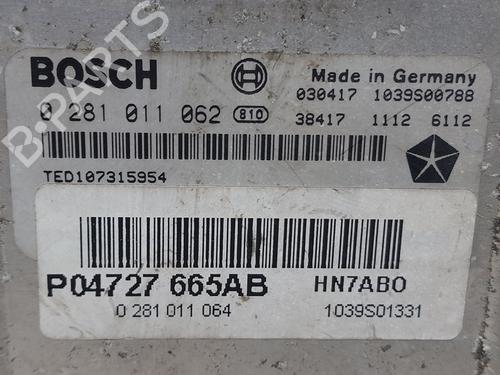 BOSCH
Made in Germany
0 281 011 062 810
030417 1039S00788
38417 1112 6112
TED107315954
P04727 665AB HN7ABO
0 281 011 064 1039S01331
B-PARTS